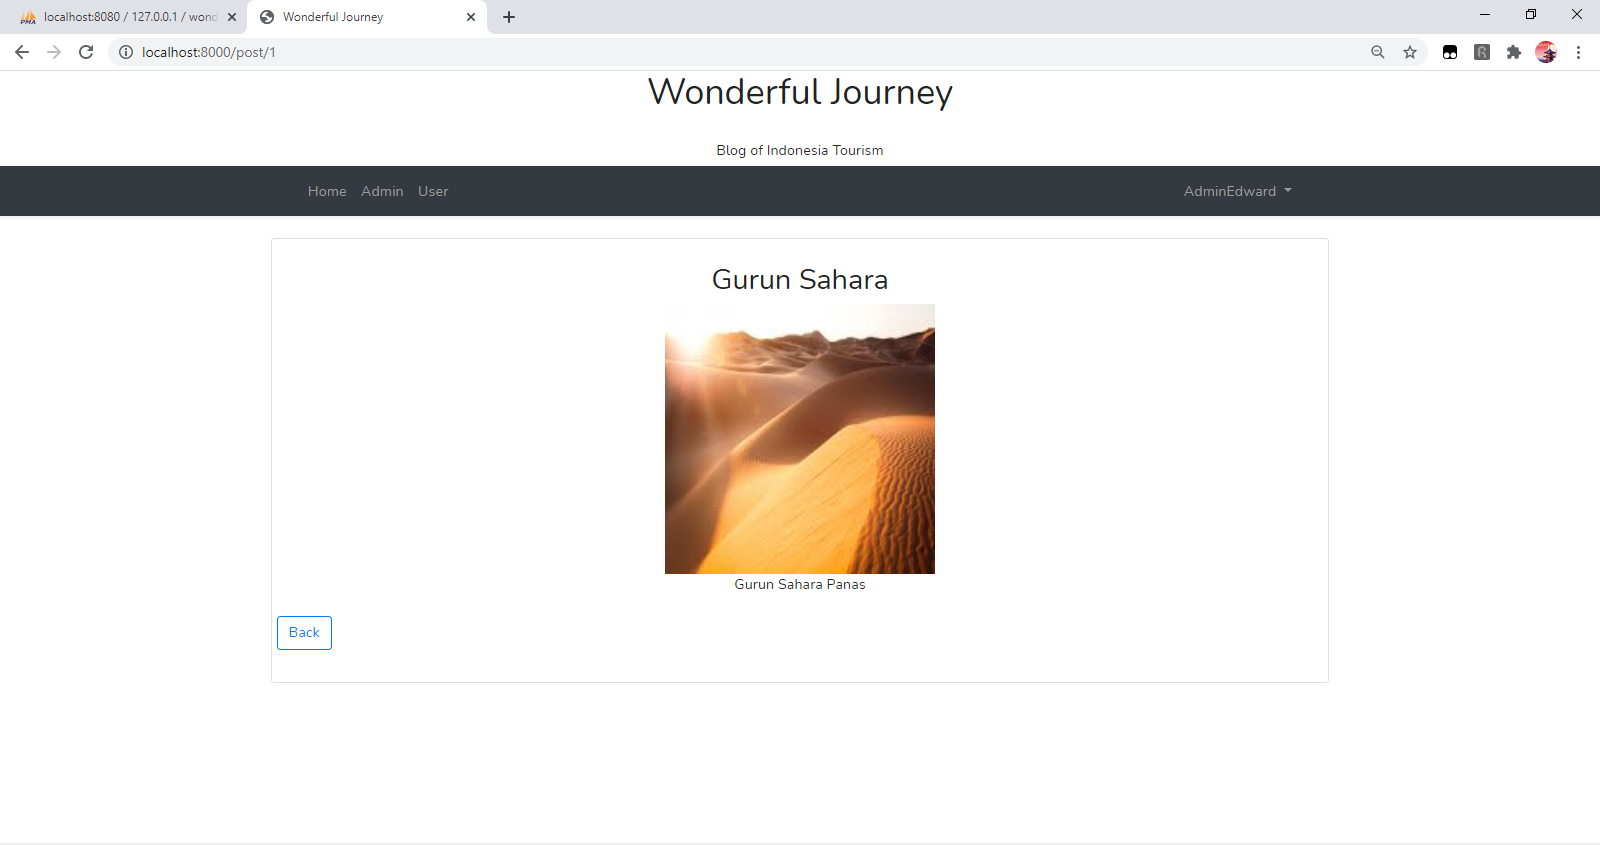 localhost:8080 / 127.0.0.1 / wond
Wonderful Journey
localhost:8000/post/1
Wonderful Journey
Blog of Indonesia Tourism
Home Admin User AdminEdward
Gurun Sahara
Gurun Sahara Panas
Back